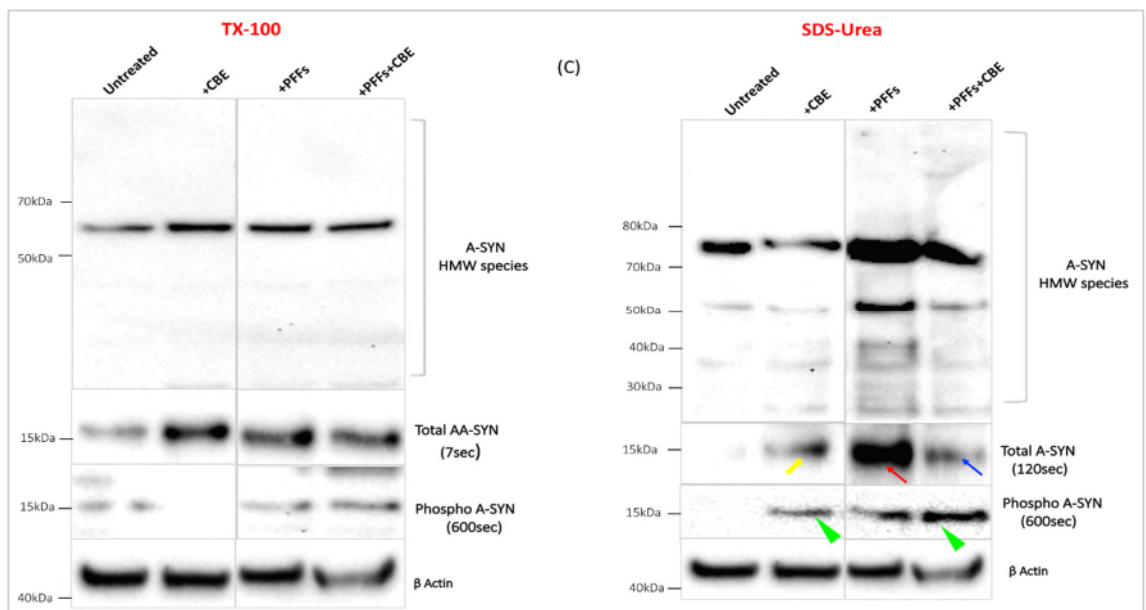 TX-100
Untreated
+CBE
+PFFs
+PFFs+CBE
70kDa
50kDa
A-SYN
HMW species
15kDa
Total AA-SYN
(7sec)
15kDa
Phospho A-SYN
(600sec)
β Actin
40kDa
(C)
SDS-Urea
Untreated
+CBE
+PFFs
+PFFs+CBE
80kDa
70kDa
50kDa
40kDa
30kDa
A-SYN
HMW species
15kDa
Total A-SYN
(120sec)
15kDa
Phospho A-SYN
(600sec)
β Actin
40kDa